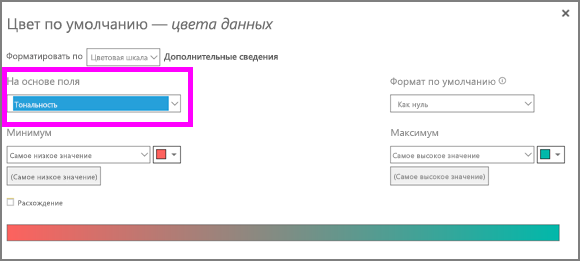 Цвет по умолчанию — цвета данных
Форматировать по Цветовая шкала Дополнительные сведения
На основе поля Формат по умолчанию
Тональность Как нуль
Минимум Максимум
Самое низкое значение Самое высокое значение
(Самое низкое значение) (Самое высокое значение)
Расхождение